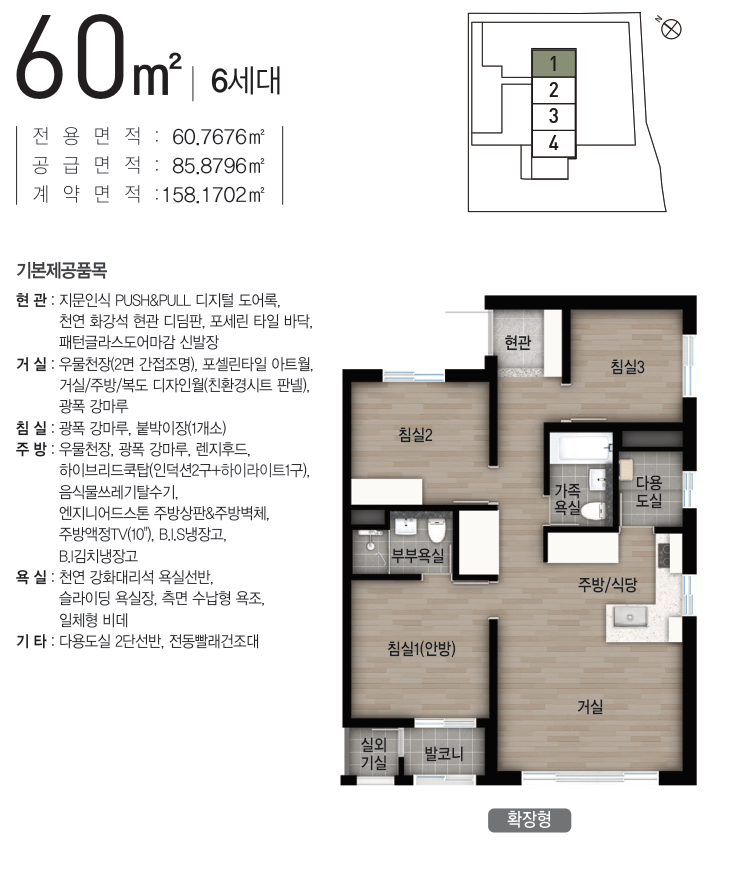 60m² | 6세대
전 용 면 적 : 60.7676㎡
공 급 면 적 : 85.8796㎡
계 약 면 적 :158.1702㎡
N
1
2
3
4
기본제공품목
현 관 : 지문인식 PUSH&PULL 디지털 도어록,
천연 화강석 현관 디딤판, 포세린 타일 바닥,
패턴글라스도어마감 신발장
거 실 : 우물천장(2면 간접조명), 포셀린타일 아트월,
거실/주방/복도 디자인월(친환경시트 판넬),
광폭 강마루
침 실 : 광폭 강마루, 붙박이장(1개소)
주 방 : 우물천장, 광폭 강마루, 렌지후드,
하이브리드쿡탑(인덕션2구+하이라이트1구),
음식물쓰레기탈수기,
엔지니어드스톤 주방상판&주방벽체,
주방액정TV(10"), B.I.S냉장고,
B.I김치냉장고
욕 실 : 천연 강화대리석 욕실선반,
슬라이딩 욕실장, 측면 수납형 욕조,
일체형 비데
기 타 : 다용도실 2단선반, 전동빨래건조대
현관
침실3
침실2
가족
욕실
다용
도실
부부욕실
주방/식당
침실1(안방)
거실
실외
기실
발코니
확장형